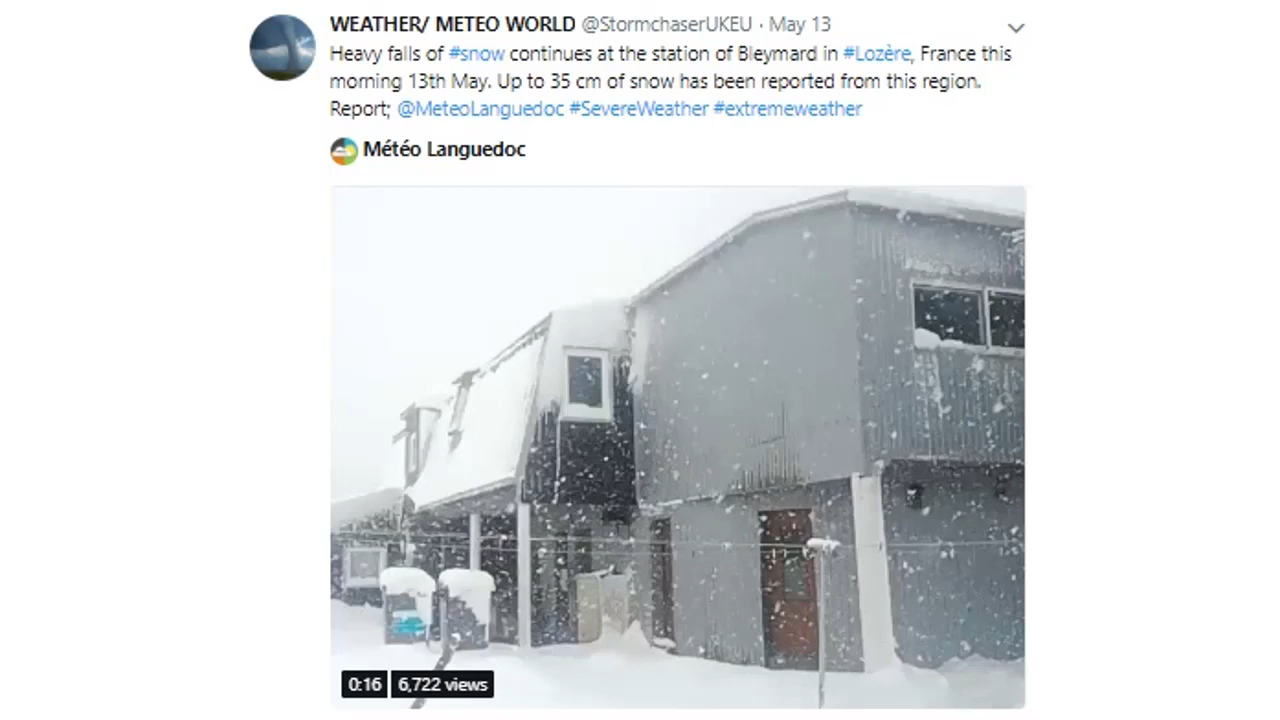 WEATHER/ METEO WORLD @StormchaserUKEU · May 13
Heavy falls of #snow continues at the station of Bleymard in #Lozère, France this
morning 13th May. Up to 35 cm of snow has been reported from this region.
Report; @MeteoLanguedoc #SevereWeather #extremeweather
Météo Languedoc
0:16 6,722 views